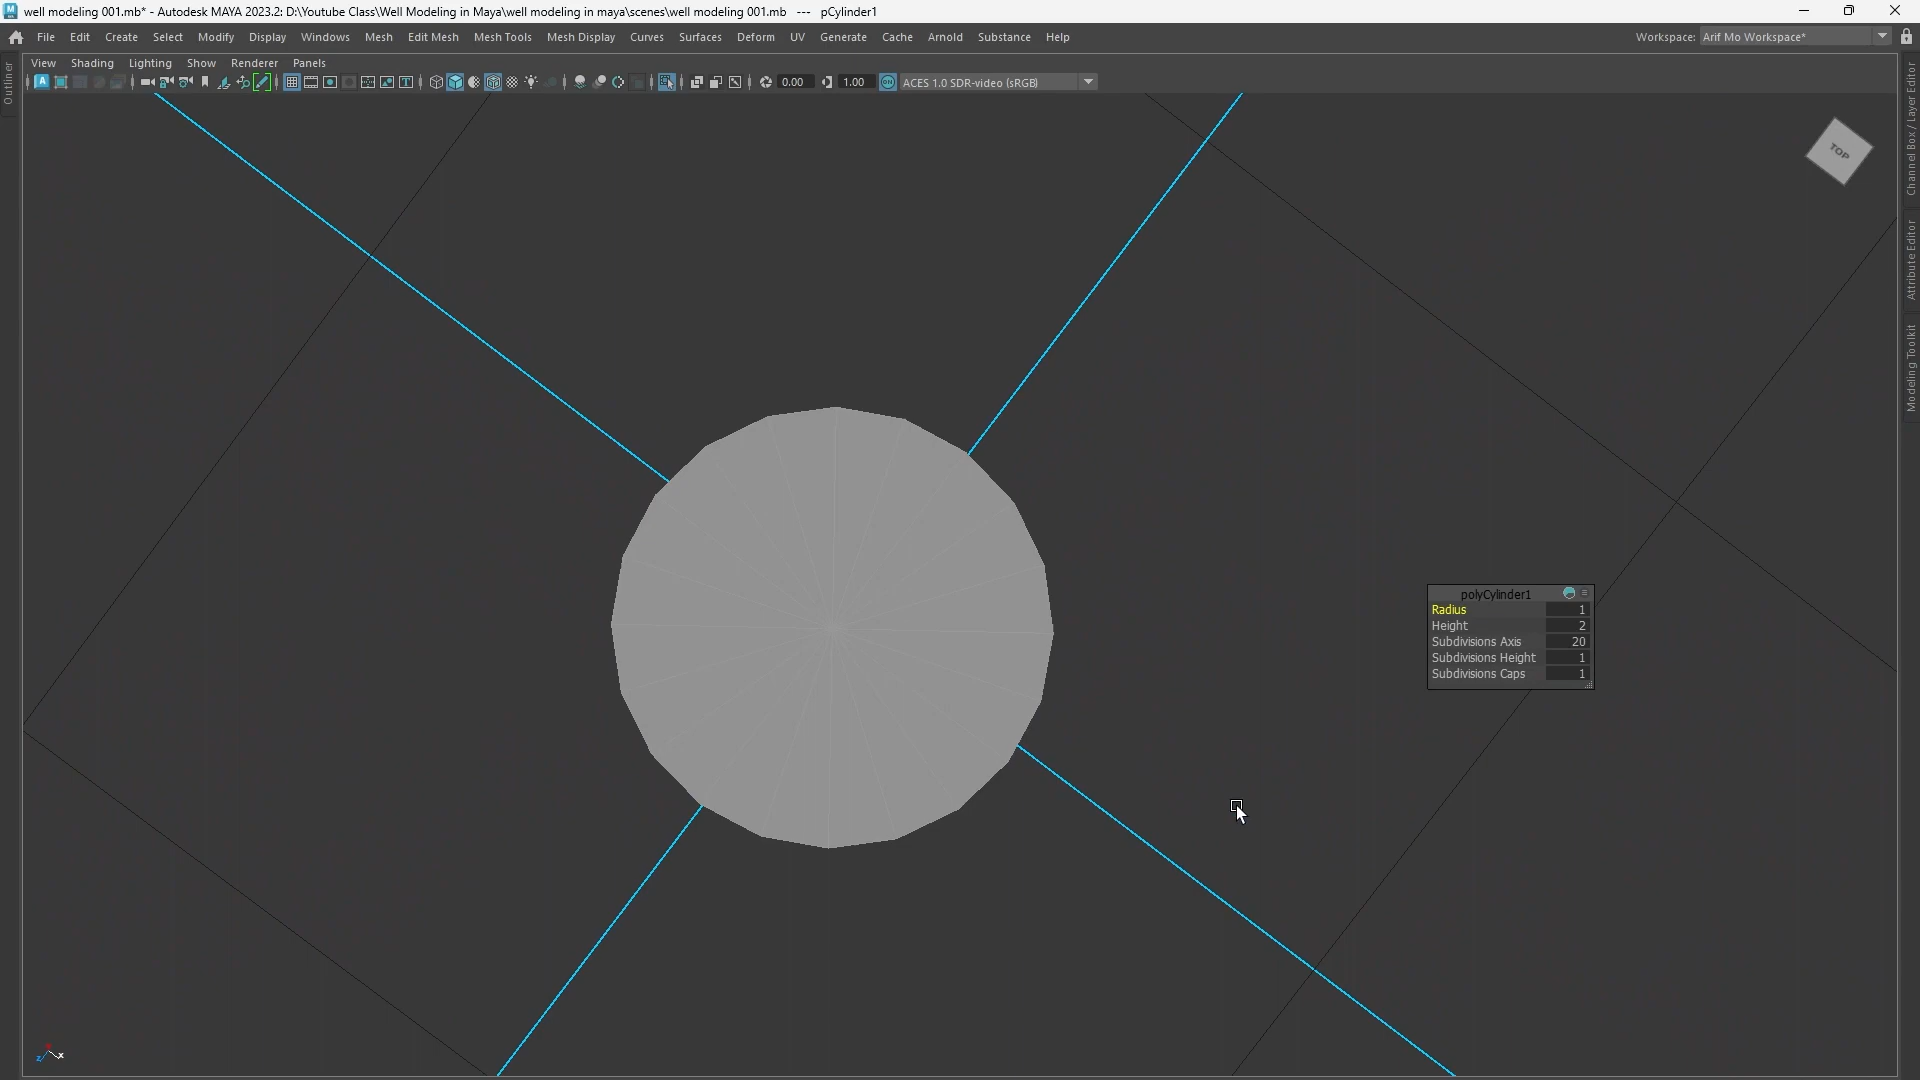 well modeling 001.mb* - Autodesk MAYA 2023.2: D:\Youtube Class\Well Modeling in Maya\well modeling in maya\scenes\well modeling 001.mb --- pCylinder1
File Edit Create Select Modify Display Windows Mesh Edit Mesh Mesh Tools Mesh Display Curves Surfaces Deform UV Generate Cache Arnold Substance Help
Workspace: Arif Mo Workspace*
View Shading Lighting Show Renderer Panels
0.00 1.00 ON ACES 1.0 SDR-video (sRGB)
Outliner
Channel Box / Layer Editor
Attribute Editor
Modeling Toolkit
TOP
polyCylinder1
Radius 1
Height 2
Subdivisions Axis 20
Subdivisions Height 1
Subdivisions Caps 1
z x